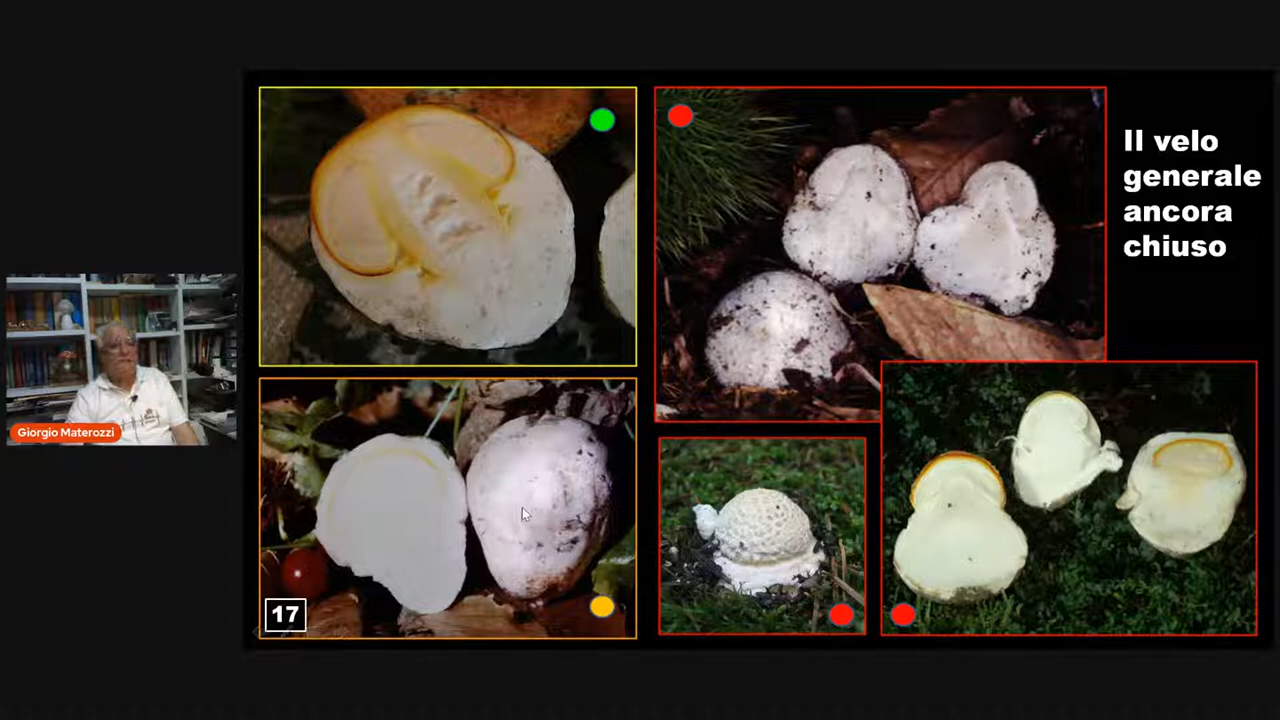 Il velo
generale
ancora
chiuso
Giorgio Materozzi
17